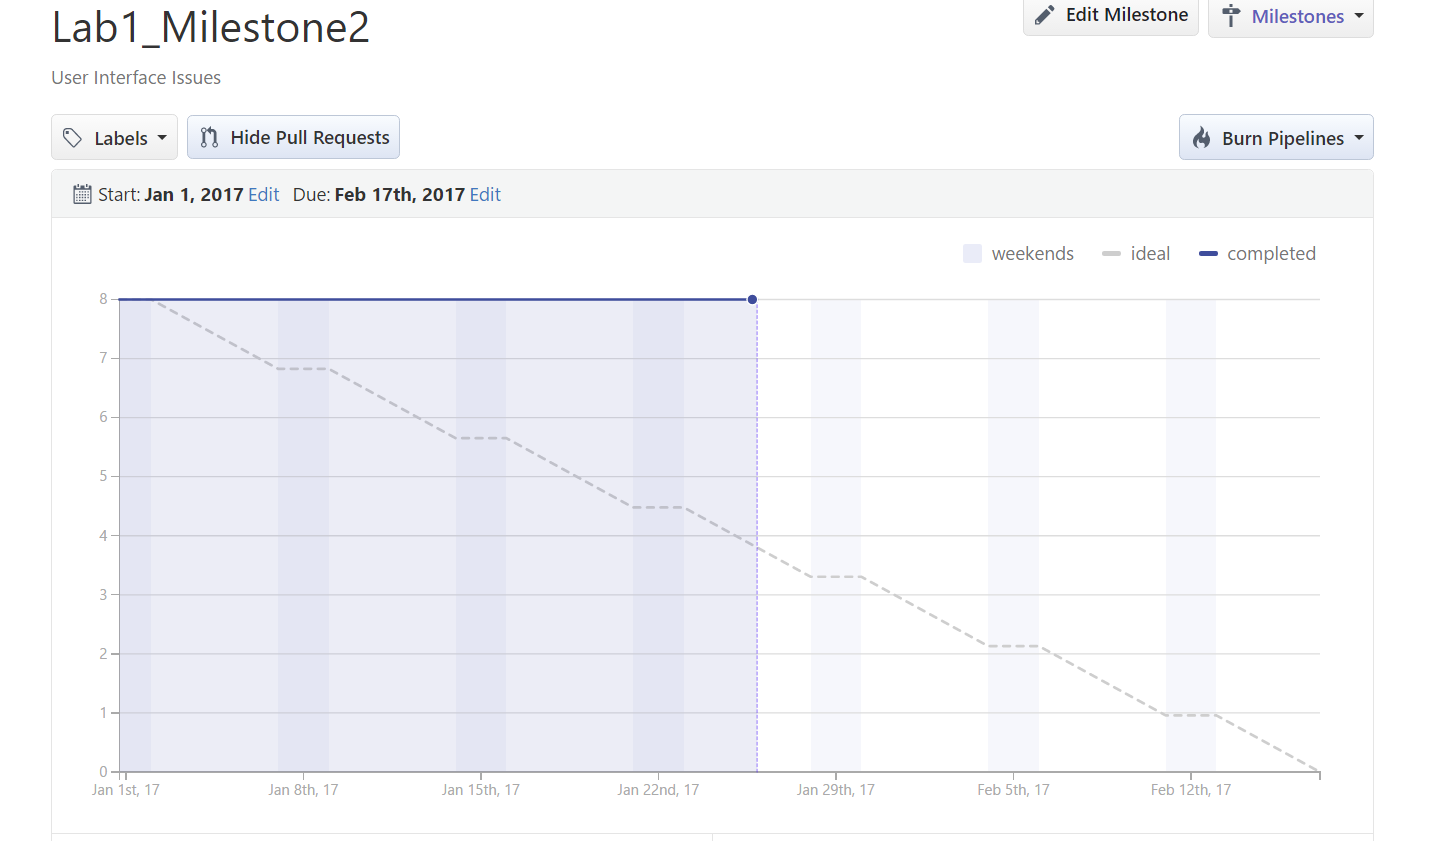 Lab1_Milestone2
Edit Milestone
Milestones
User Interface Issues
Labels
Hide Pull Requests
Burn Pipelines
Start: Jan 1, 2017 Edit Due: Feb 17th, 2017 Edit
weekends ideal completed
8
7
6
5
4
3
2
1
0
Jan 1st, 17 Jan 8th, 17 Jan 15th, 17 Jan 22nd, 17 Jan 29th, 17 Feb 5th, 17 Feb 12th, 17